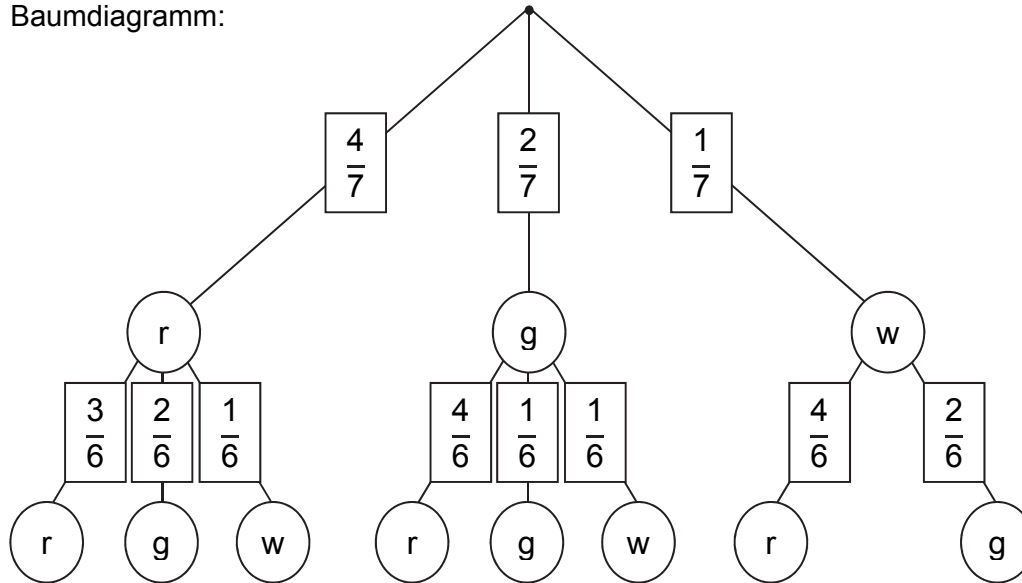 Baumdiagramm:
4/7 2/7 1/7
r g w
3/6 2/6 1/6 4/6 1/6 1/6 4/6 2/6
r g w r g w r g